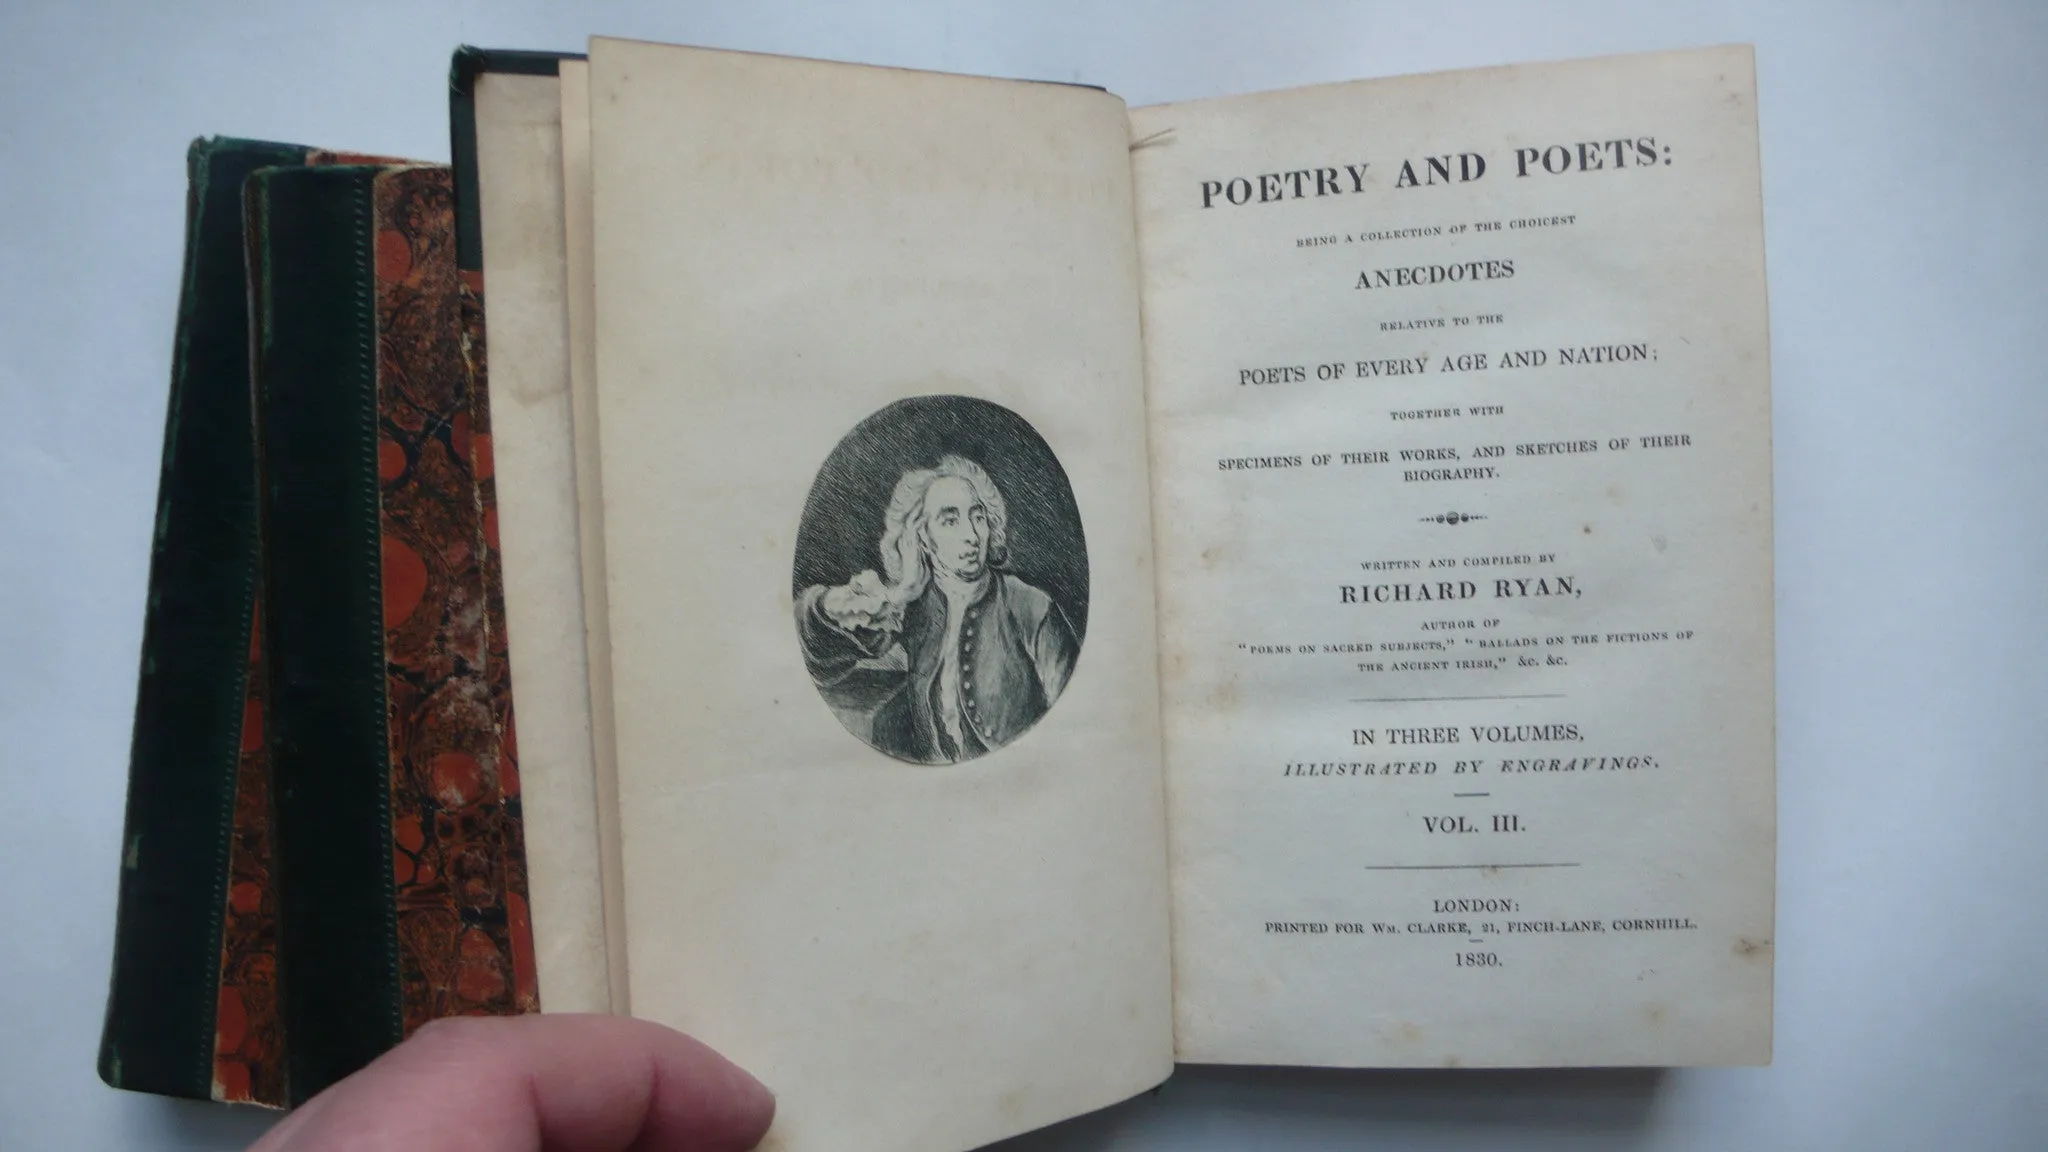 POETRY AND POETS:
BEING A COLLECTION OF THE CHOICEST
ANECDOTES
RELATIVE TO THE
POETS OF EVERY AGE AND NATION;
TOGETHER WITH
SPECIMENS OF THEIR WORKS, AND SKETCHES OF THEIR
BIOGRAPHY.
WRITTEN AND COMPILED BY
RICHARD RYAN,
AUTHOR OF
"POEMS ON SACRED SUBJECTS," "BALLADS ON THE FICTIONS OF
THE ANCIENT IRISH," &c. &c.
IN THREE VOLUMES,
ILLUSTRATED BY ENGRAVINGS.
VOL. III.
LONDON:
PRINTED FOR WM. CLARKE, 21, FINCH-LANE, CORNHILL.
1830.